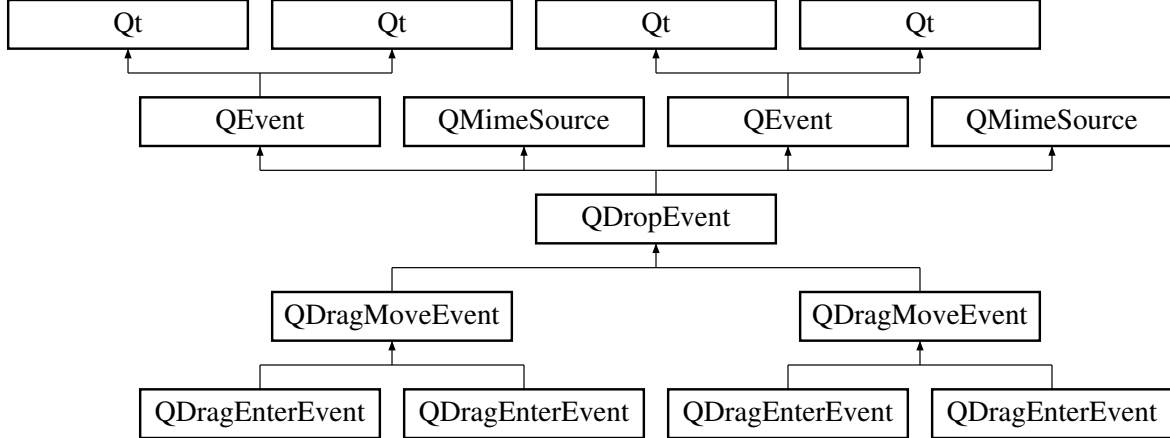 Qt Qt Qt Qt
QEvent QMimeSource QEvent QMimeSource
QDropEvent
QDragMoveEvent QDragMoveEvent
QDragEnterEvent QDragEnterEvent QDragEnterEvent QDragEnterEvent